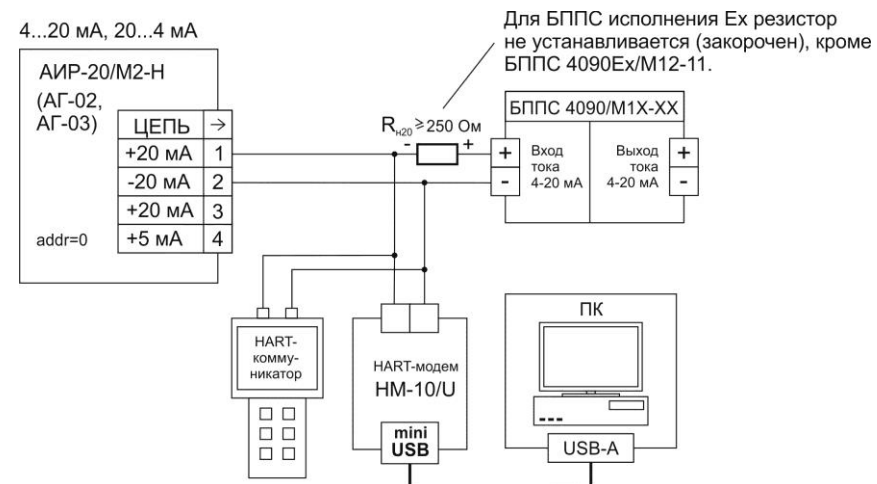 4...20 мА, 20...4 мА
Для БППС исполнения Ex резистор
не устанавливается (закорочен), кроме
БППС 4090Ex/M12-11.
АИР-20/М2-Н
(АГ-02,
АГ-03)
ЦЕПЬ →
+20 мА 1
-20 мА 2
+20 мА 3
+5 мА 4
addr=0
Rн20 ≥ 250 Ом
- +
БППС 4090/М1Х-ХХ
+ Вход
тока
- 4-20 мА
Выход +
тока
4-20 мА -
HART-
комму-
никатор
HART-модем
НМ-10/U
mini
USB
ПК
USB-A